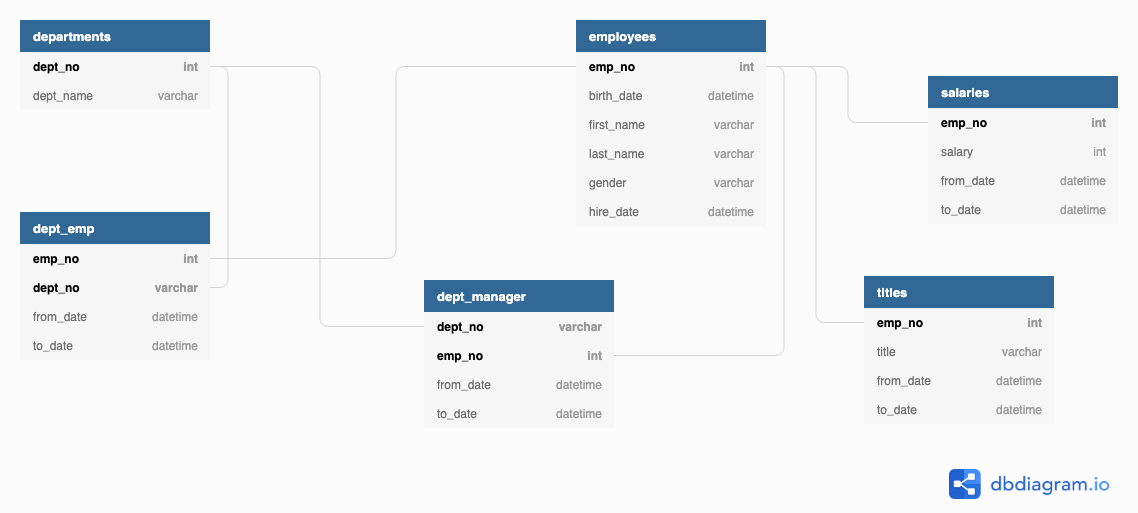 departments
dept_no int
dept_name varchar
employees
emp_no int
birth_date datetime
first_name varchar
last_name varchar
gender varchar
hire_date datetime
salaries
emp_no int
salary int
from_date datetime
to_date datetime
dept_emp
emp_no int
dept_no varchar
from_date datetime
to_date datetime
dept_manager
dept_no varchar
emp_no int
from_date datetime
to_date datetime
titles
emp_no int
title varchar
from_date datetime
to_date datetime
dbdiagram.io